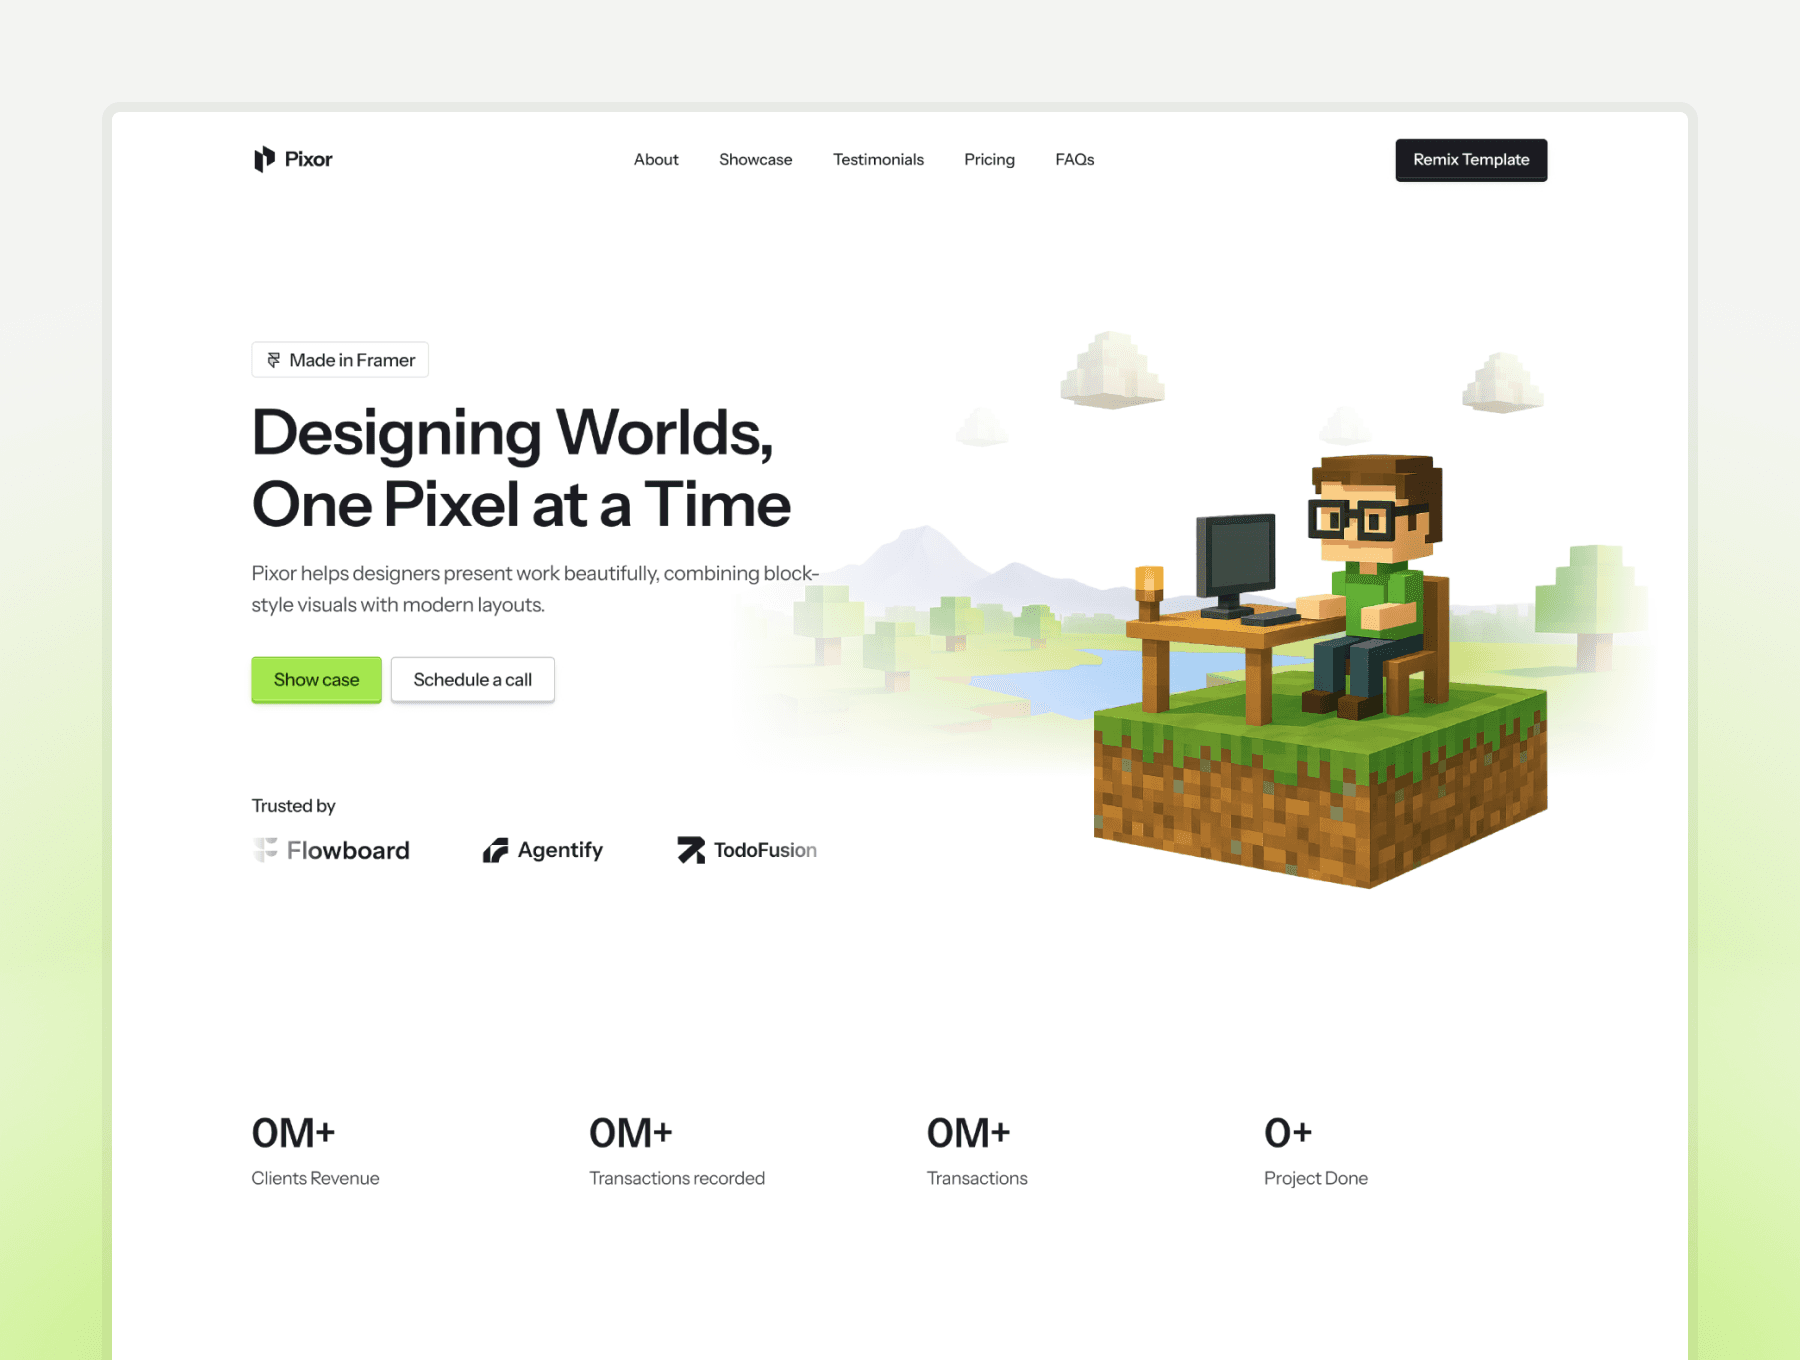 Pixor
About
Showcase
Testimonials
Pricing
FAQs
Remix Template
Made in Framer
Designing Worlds,
One Pixel at a Time
Pixor helps designers present work beautifully, combining block-
style visuals with modern layouts.
Show case
Schedule a call
Trusted by
Flowboard
Agentify
TodoFusion
0M+
Clients Revenue
0M+
Transactions recorded
0M+
Transactions
0+
Project Done